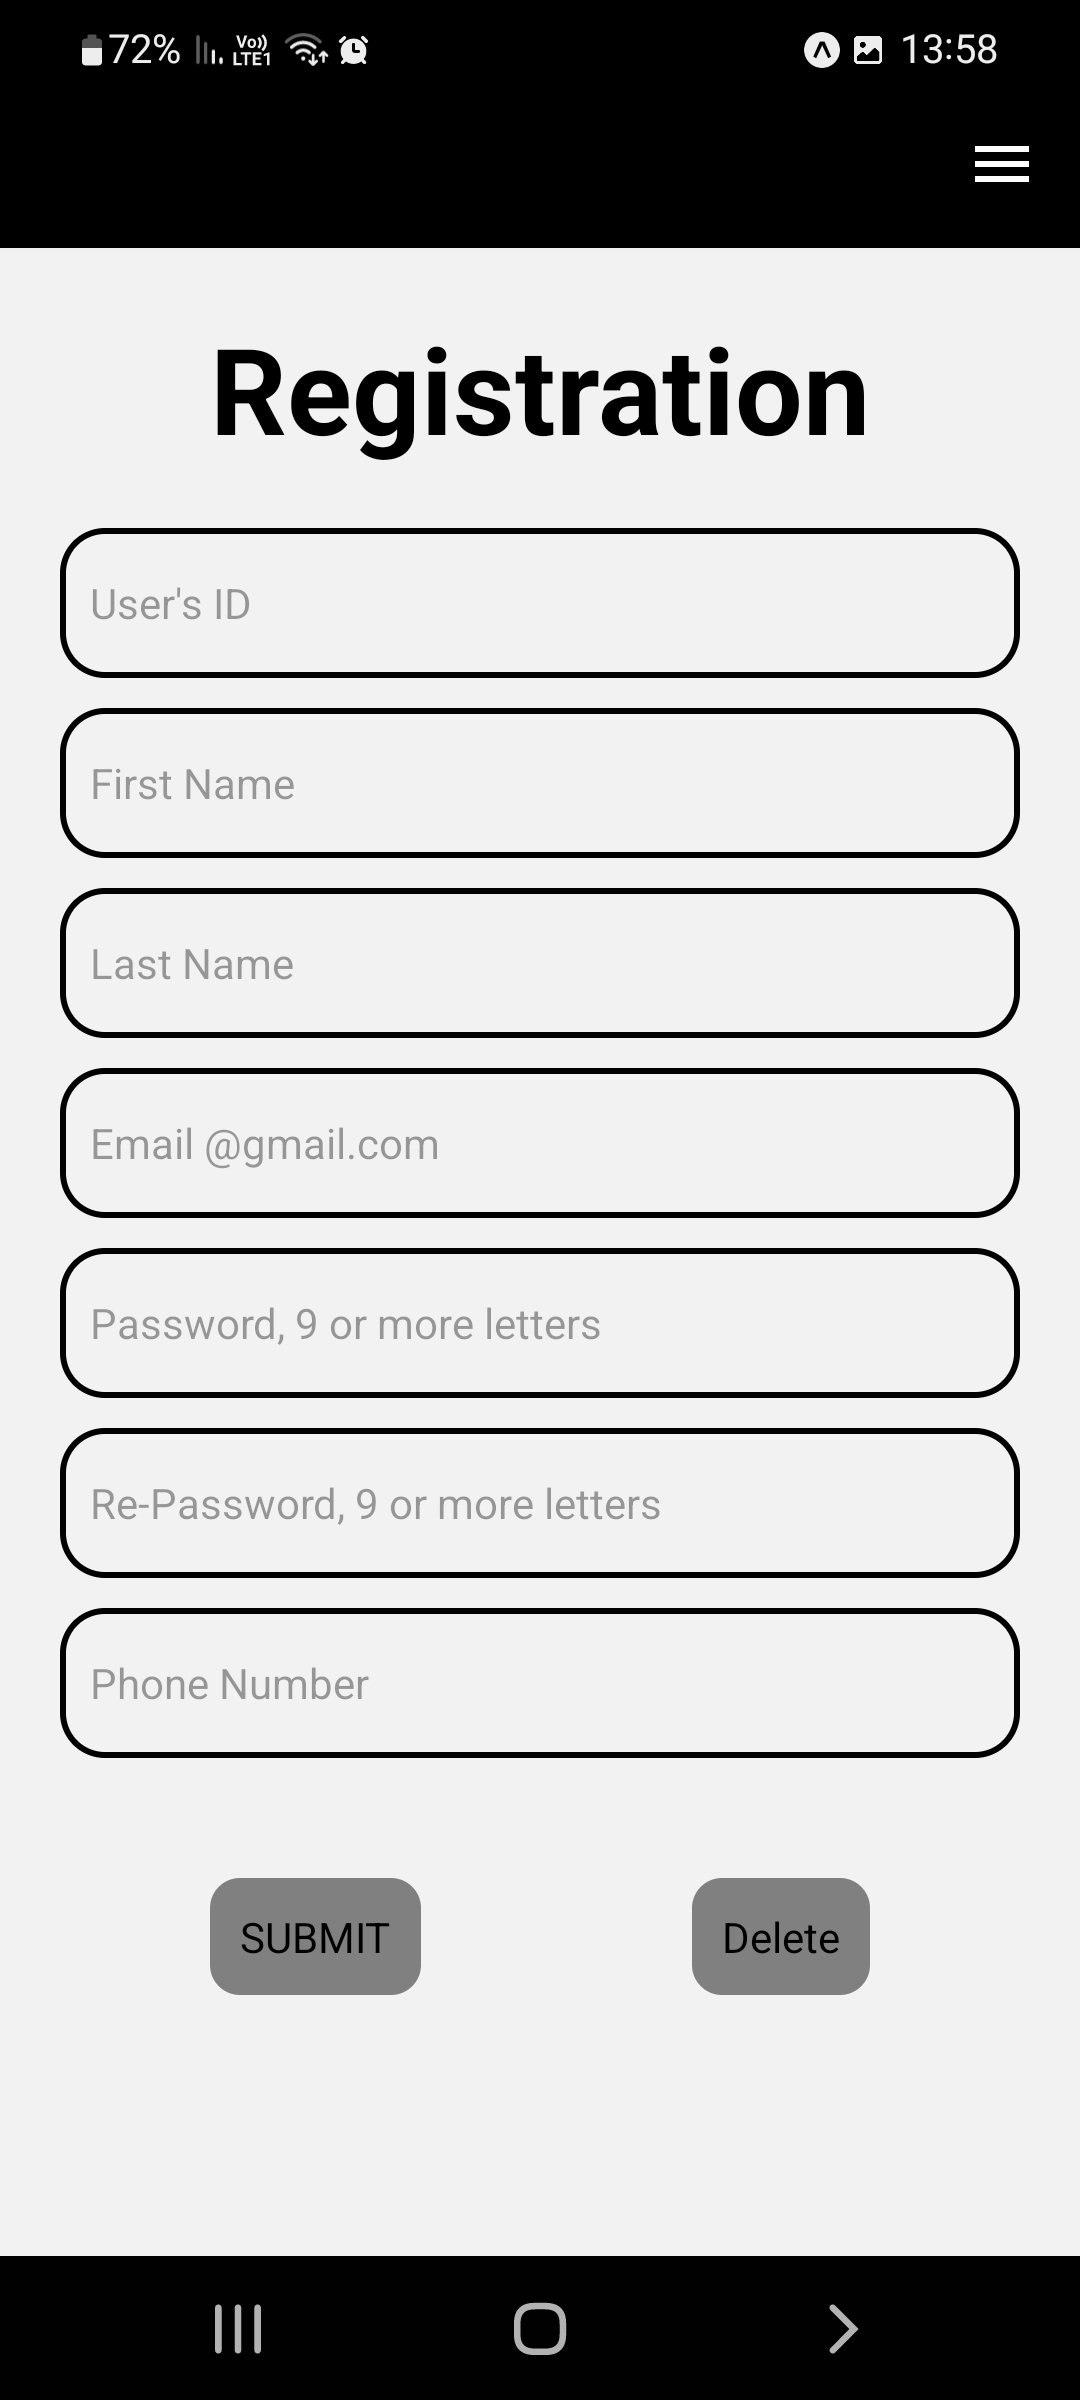 72% Vo)) LTE1 13:58
Registration
User's ID
First Name
Last Name
Email @gmail.com
Password, 9 or more letters
Re-Password, 9 or more letters
Phone Number
SUBMIT Delete